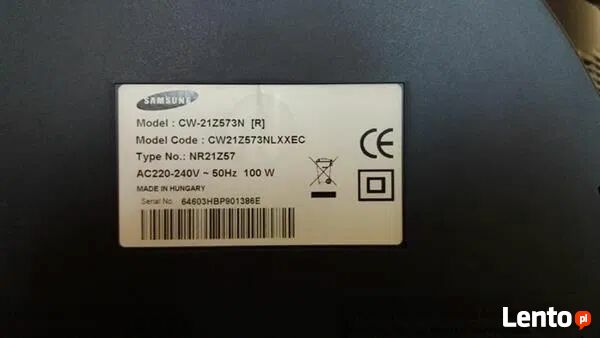 SAMSUNG
Model : CW-21Z573N [R]
Model Code : CW21Z573NLXXEC
Type No.: NR21Z57
AC220-240V ~ 50Hz 100 W
MADE IN HUNGARY
Serial No 64603HBP901386E
CE
Lento.pl